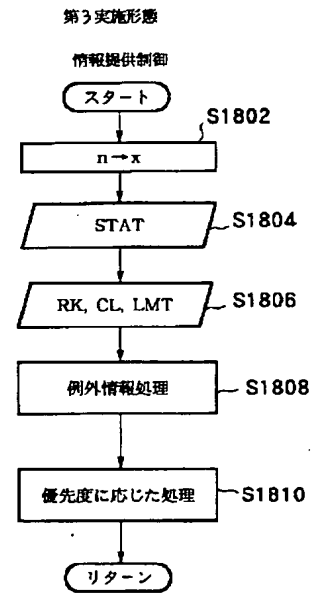 第3実施形態
情報提供制御
スタート
S1802
n→x
STAT
S1804
RK, CL, LMT
S1806
例外情報処理
S1808
優先度に応じた処理
S1810
リターン